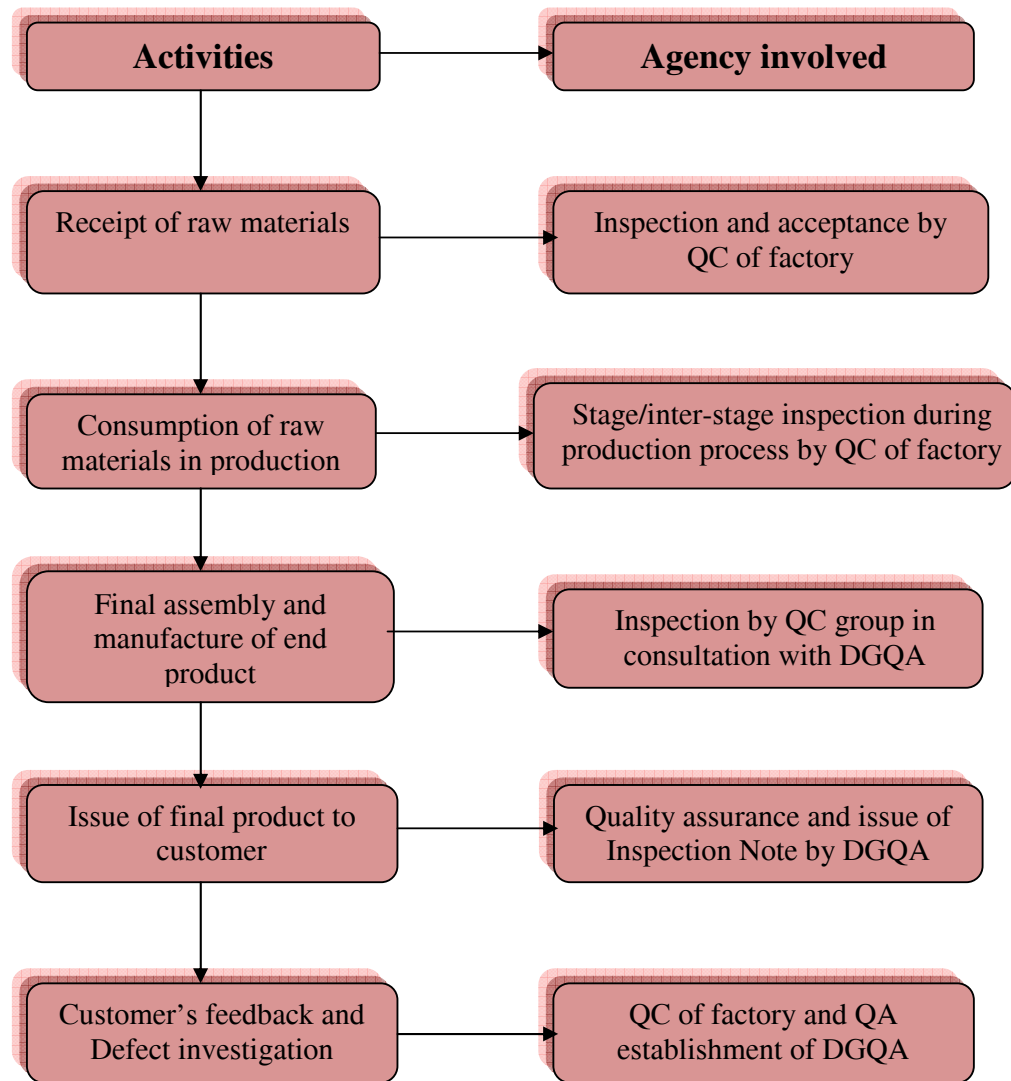 Activities
Agency involved
Receipt of raw materials
Inspection and acceptance by
QC of factory
Consumption of raw
materials in production
Stage/inter-stage inspection during
production process by QC of factory
Final assembly and
manufacture of end
product
Inspection by QC group in
consultation with DGQA
Issue of final product to
customer
Quality assurance and issue of
Inspection Note by DGQA
Customer’s feedback and
Defect investigation
QC of factory and QA
establishment of DGQA